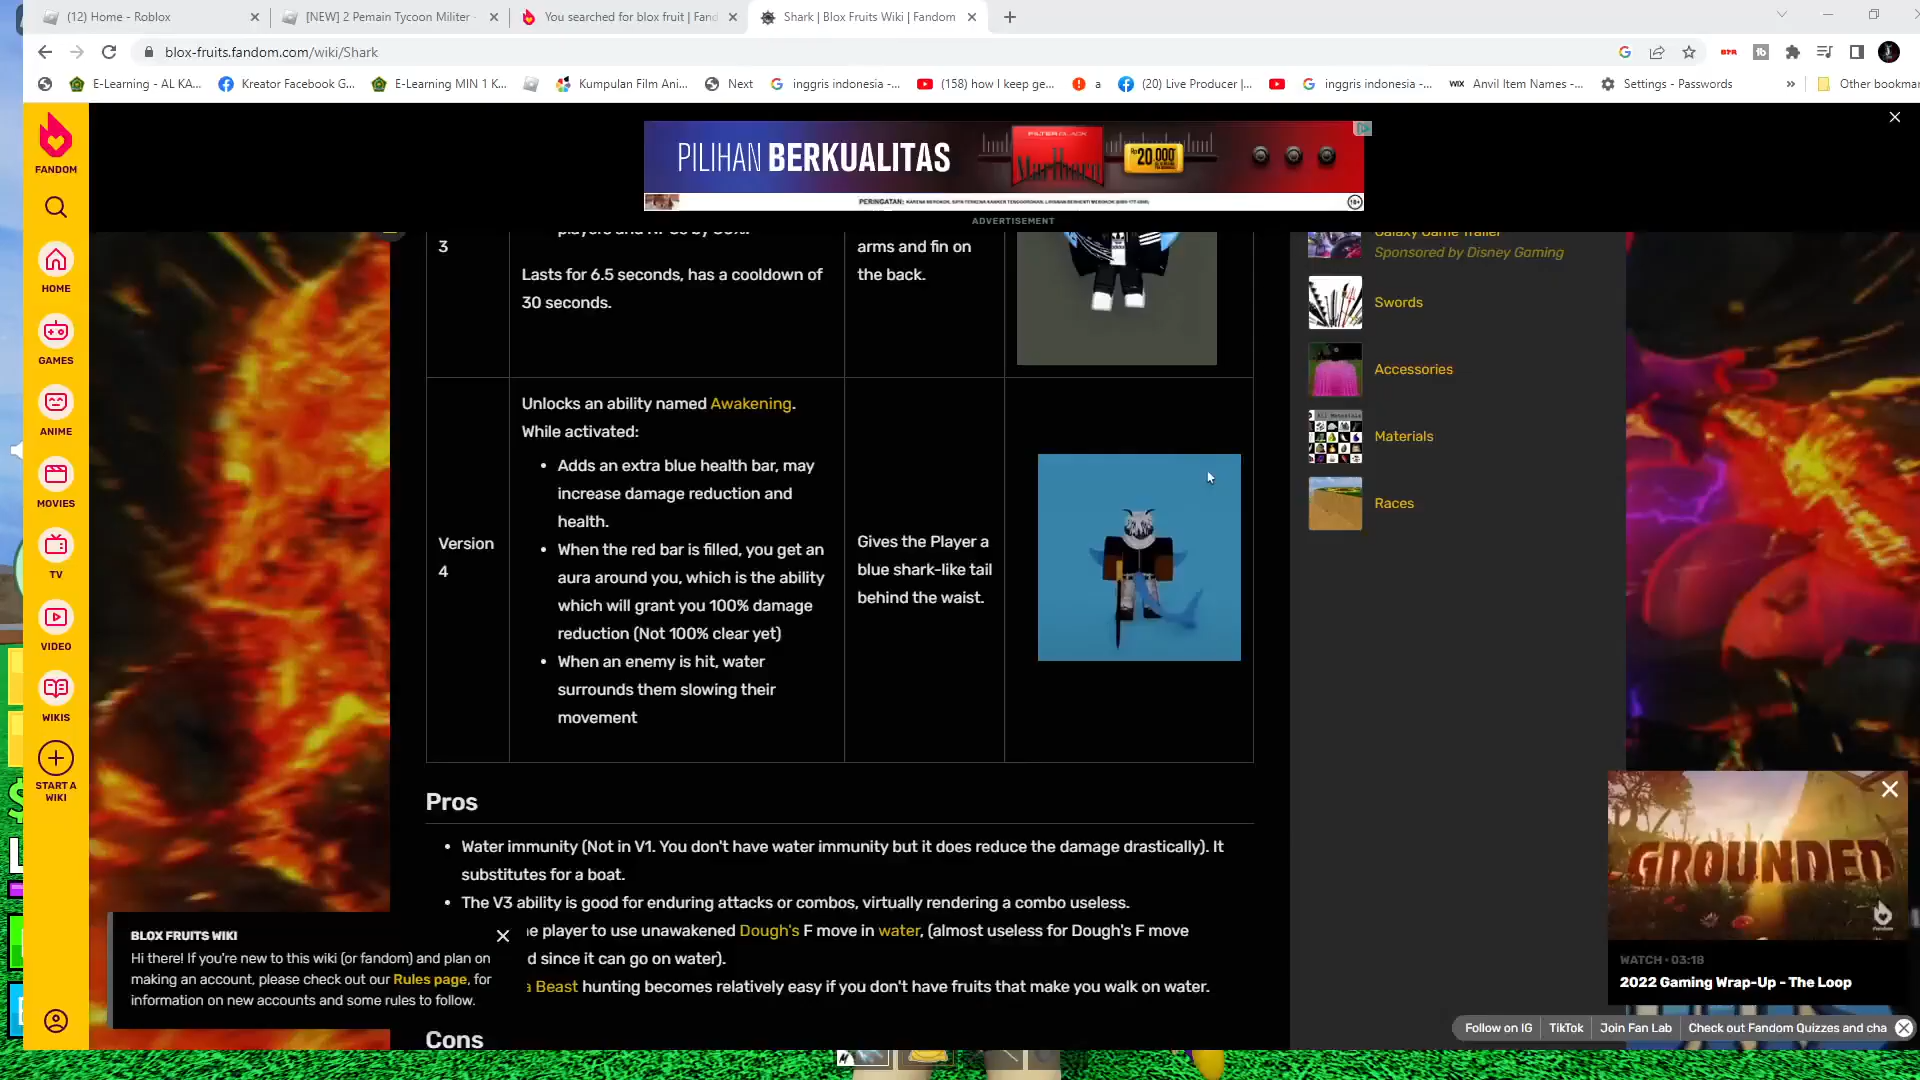 (12) Home - Roblox
[NEW] 2 Pemain Tycoon Militer -
You searched for blox fruit | Fand
Shark | Blox Fruits Wiki | Fandom
blox-fruits.fandom.com/wiki/Shark
E-Learning - AL KA...
Kreator Facebook G...
E-Learning MIN 1 K...
Kumpulan Film Ani...
Next
inggris indonesia -...
(158) how I keep ge...
a
(20) Live Producer |...
inggris indonesia -...
WIX Anvil Item Names -...
Settings - Passwords
Other bookmar
FANDOM
HOME
GAMES
ANIME
MOVIES
TV
VIDEO
WIKIS
START A
WIKI
PILIHAN BERKUALITAS
FILTER BLACK
Marlboro
Rp20.000
PERINGATAN:
18+
ADVERTISEMENT
3
Lasts for 6.5 seconds, has a cooldown of
30 seconds.
arms and fin on
the back.
Version
4
Unlocks an ability named Awakening.
While activated:
• Adds an extra blue health bar, may
increase damage reduction and
health.
• When the red bar is filled, you get an
aura around you, which is the ability
which will grant you 100% damage
reduction (Not 100% clear yet)
• When an enemy is hit, water
surrounds them slowing their
movement
Gives the Player a
blue shark-like tail
behind the waist.
Pros
• Water immunity (Not in V1. You don't have water immunity but it does reduce the damage drastically). It
substitutes for a boat.
• The V3 ability is good for enduring attacks or combos, virtually rendering a combo useless.
e player to use unawakened Dough's F move in water, (almost useless for Dough's F move
d since it can go on water).
a Beast hunting becomes relatively easy if you don't have fruits that make you walk on water.
Cons
BLOX FRUITS WIKI
Hi there! If you're new to this wiki (or fandom) and plan on
making an account, please check out our Rules page, for
information on new accounts and some rules to follow.
Galaxy Game Trailer
Sponsored by Disney Gaming
Swords
Accessories
Materials
Races
GROUNDED
WATCH • 03:18
2022 Gaming Wrap-Up - The Loop
Follow on IG
TikTok
Join Fan Lab
Check out Fandom Quizzes and cha